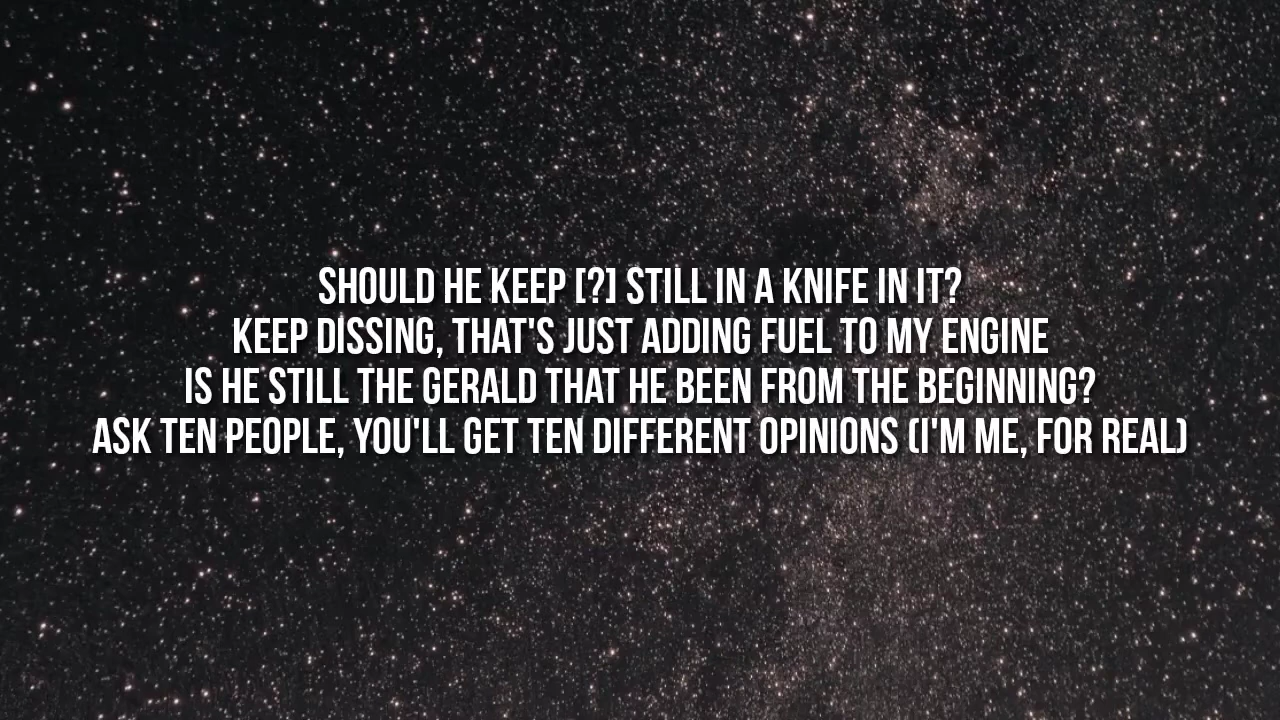 SHOULD HE KEEP [?] STILL IN A KNIFE IN IT?
KEEP DISSING, THAT'S JUST ADDING FUEL TO MY ENGINE
IS HE STILL THE GERALD THAT HE BEEN FROM THE BEGINNING?
ASK TEN PEOPLE, YOU'LL GET TEN DIFFERENT OPINIONS (I'M ME, FOR REAL)